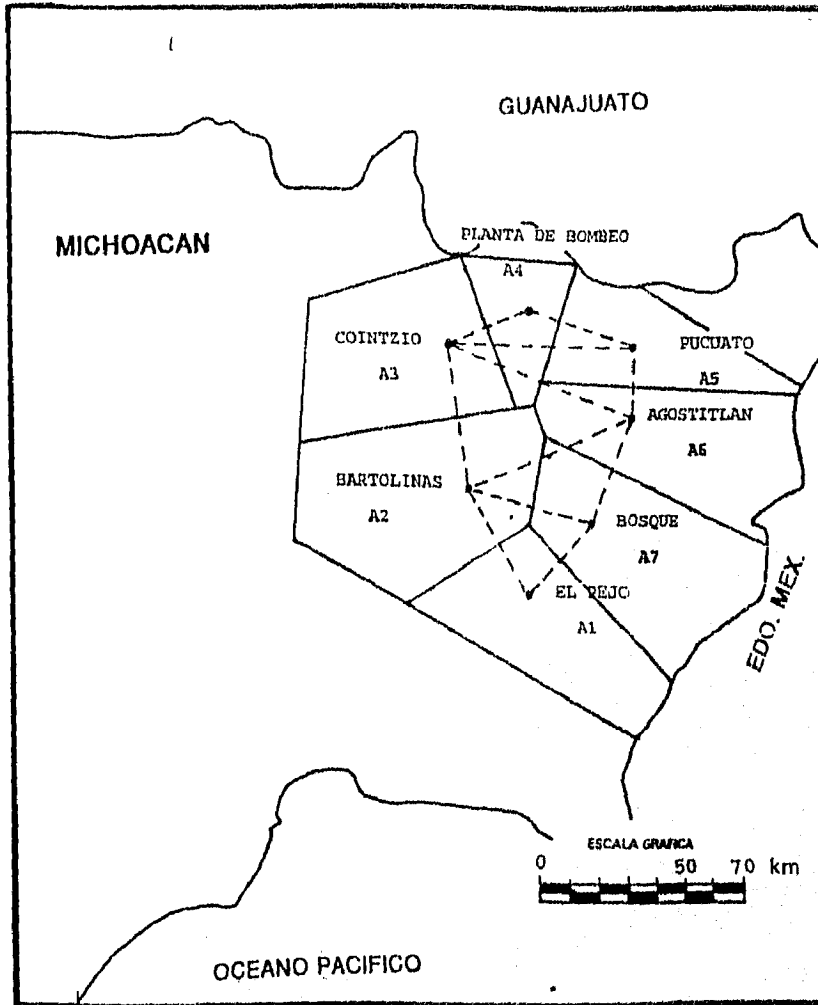 GUANAJUATO
MICHOACAN
PLANTA DE BOMBEO
A4
COINTZIO
A3
PUCUATO
A5
AGOSTITLAN
A6
BARTOLINAS
A2
BOSQUE
A7
EL REJO
A1
EDO. MEX.
ESCALA GRAFICA
0 50 70 km
OCEANO PACIFICO